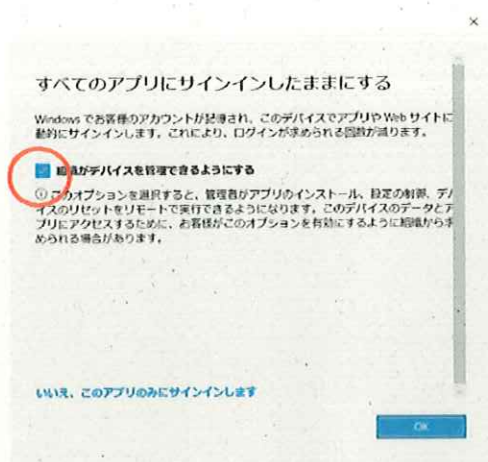 すべてのアプリにサインインしたままにする
Windows でお客様のアカウントが記憶され、このデバイスでアプリや Web サイトに
動的にサインインします。これにより、ログインが求められる回数が減ります。
組織がデバイスを管理できるようにする
このオプションを選択すると、管理者がアプリのインストール、設定の制御、デバ
イスのリセットをリモートで実行できるようになります。このデバイスのデータとア
プリにアクセスするために、お客様がこのオプションを有効にするように組織から求
められる場合があります。
いいえ、このアプリのみにサインインします
OK